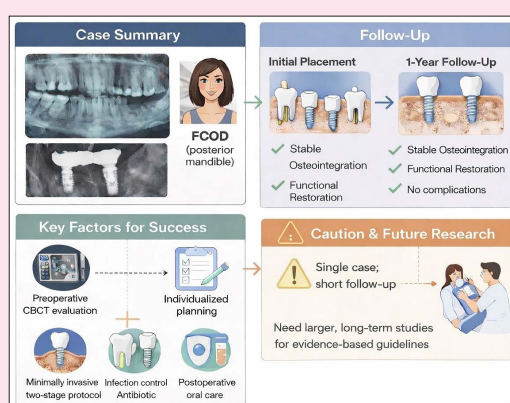 Case Summary
FCOD
(posterior
mandible)
Follow-Up
Initial Placement
Stable
Osteointegration
Functional
Restoration
1-Year Follow-Up
Stable Osteointegration
Functional Restoration
No complications
Key Factors for Success
Preoperative
CBCT evaluation
Individualized
planning
Minimally invasive
two-stage protocol
Infection control
Antibiotic
Postoperative
oral care
Caution & Future Research
Single case;
short follow-up
Need larger, long-term studies
for evidence-based guidelines